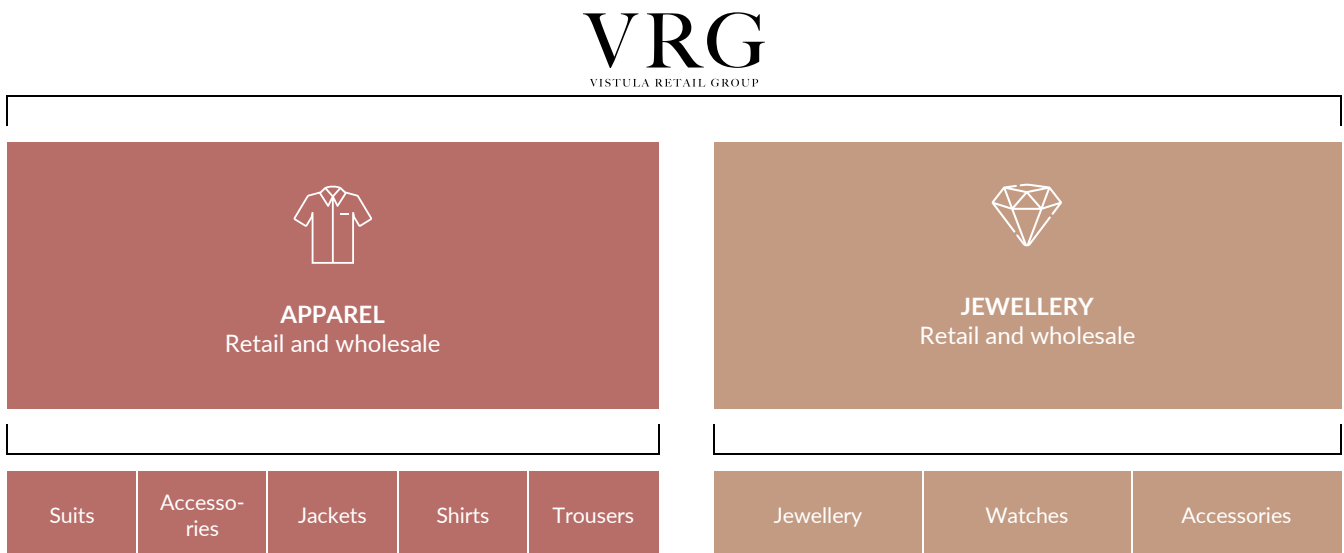 VRG
VISTULA RETAIL GROUP
APPAREL
Retail and wholesale
JEWELLERY
Retail and wholesale
Suits
Accesso-
ries
Jackets
Shirts
Trousers
Jewellery
Watches
Accessories